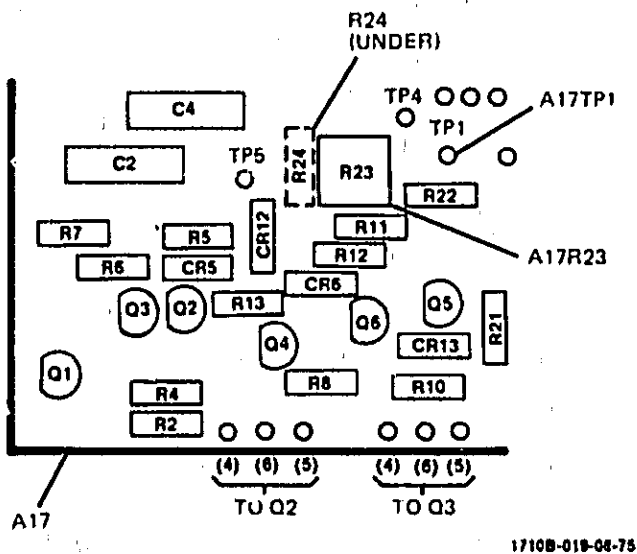 R24
(UNDER)
C4
TP4
A17TP1
TP1
C2
TP5
R24
R23
R22
R7
R5
CR12
R11
R6
CR5
R12
A17R23
CR6
Q3
Q2
R13
Q6
Q5
R21
Q4
CR13
Q1
R4
R8
R10
R2
(4) (6) (5)
(4) (6) (5)
TO Q2
TO Q3
A17
1710B-019-06-75